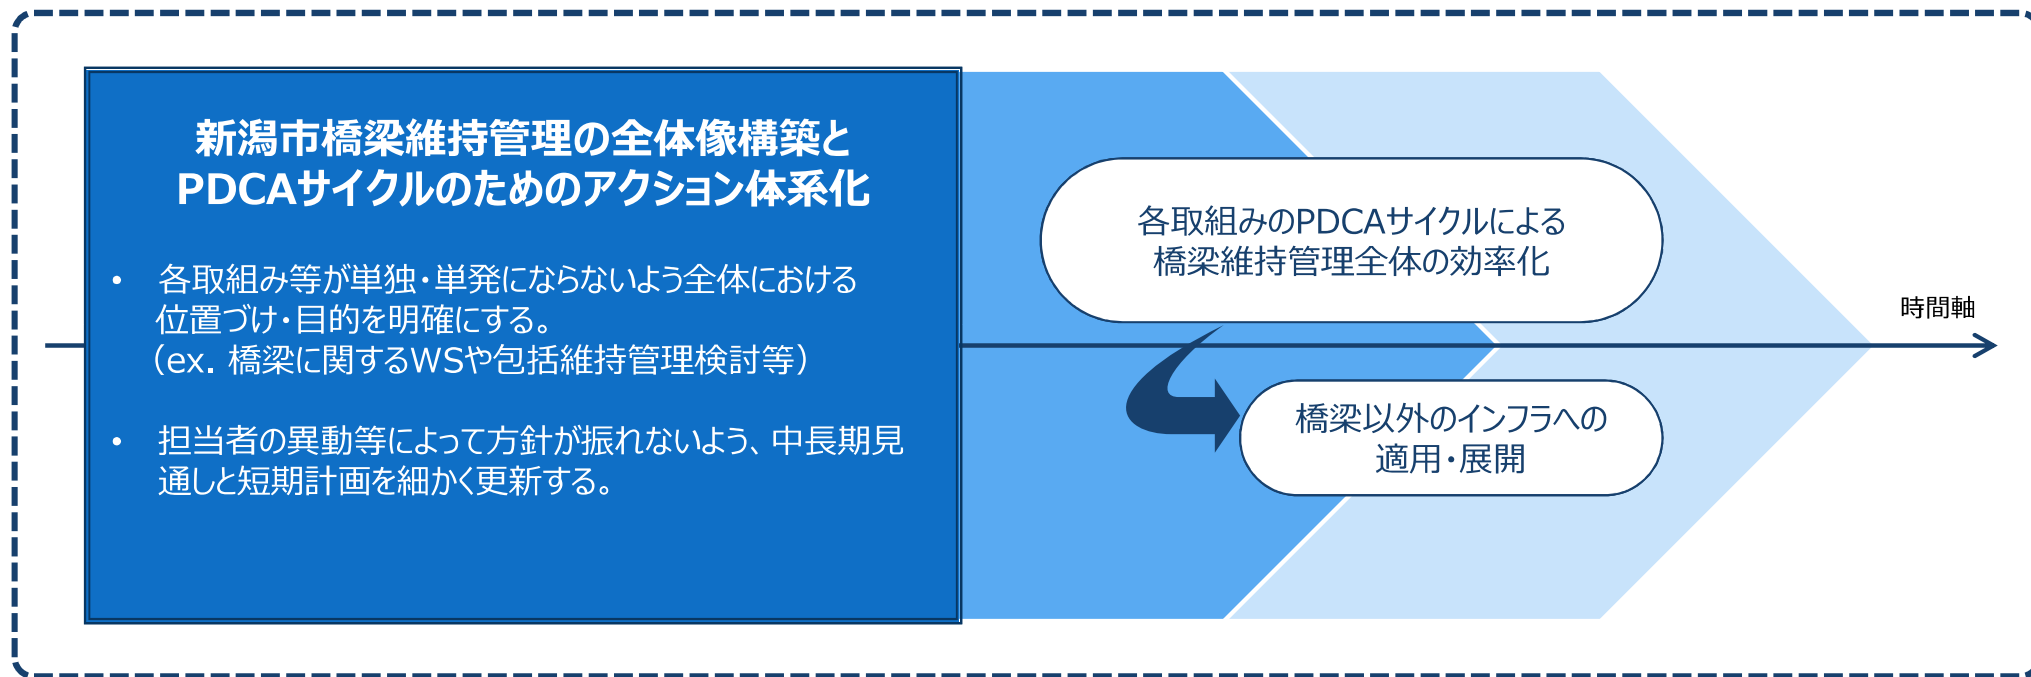 新潟市橋梁維持管理の全体像構築と
PDCAサイクルのためのアクション体系化
• 各取組み等が単独・単発にならないよう全体における
位置づけ・目的を明確にする。
（ex. 橋梁に関するWSや包括維持管理検討等）
• 担当者の異動等によって方針が振れないよう、中長期見
通しと短期計画を細かく更新する。
各取組みのPDCAサイクルによる
橋梁維持管理全体の効率化
時間軸
橋梁以外のインフラへの
適用・展開